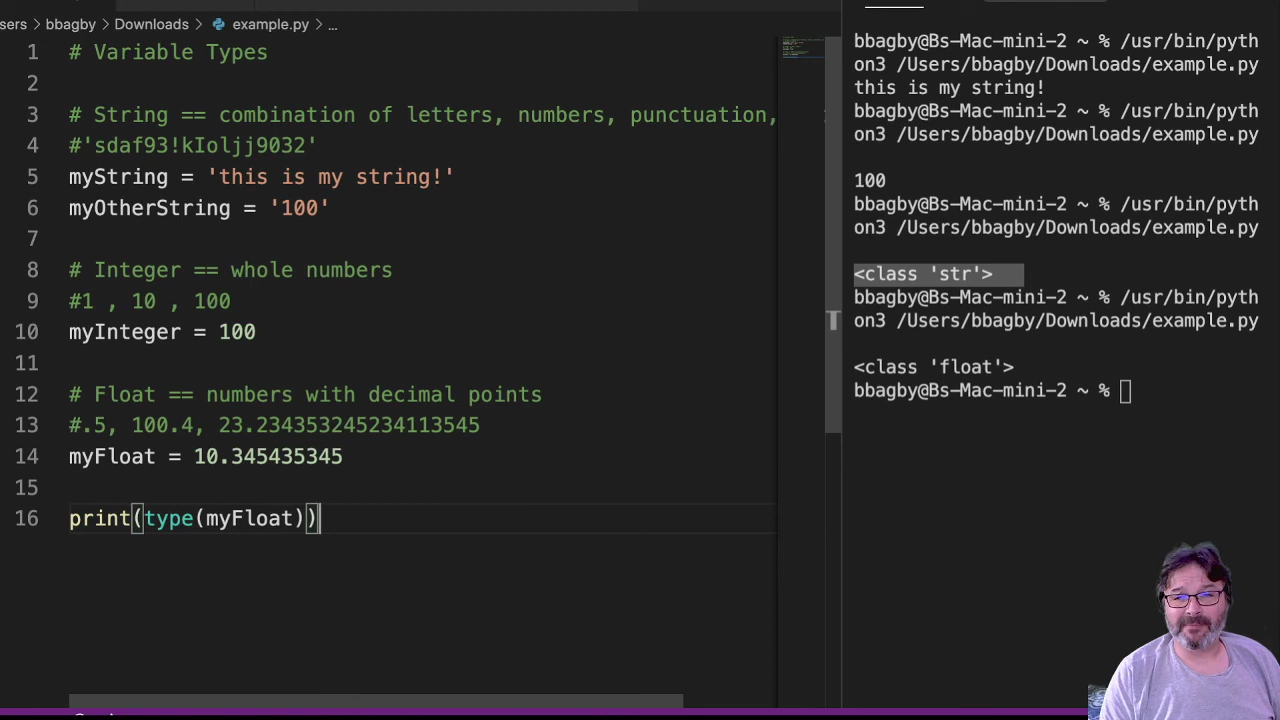 sers > bbagby > Downloads > example.py > ...
1 # Variable Types
2
3 # String == combination of letters, numbers, punctuation,
4 #'sdaf93!kIoljj9032'
5 myString = 'this is my string!'
6 myOtherString = '100'
7
8 # Integer == whole numbers
9 #1 , 10 , 100
10 myInteger = 100
11
12 # Float == numbers with decimal points
13 #.5, 100.4, 23.234353245234113545
14 myFloat = 10.345435345
15
16 print(type(myFloat))
bbagby@Bs-Mac-mini-2 ~ % /usr/bin/pyth
on3 /Users/bbagby/Downloads/example.py
this is my string!
bbagby@Bs-Mac-mini-2 ~ % /usr/bin/pyth
on3 /Users/bbagby/Downloads/example.py
100
bbagby@Bs-Mac-mini-2 ~ % /usr/bin/pyth
on3 /Users/bbagby/Downloads/example.py
<class 'str'>
bbagby@Bs-Mac-mini-2 ~ % /usr/bin/pyth
on3 /Users/bbagby/Downloads/example.py
<class 'float'>
bbagby@Bs-Mac-mini-2 ~ %